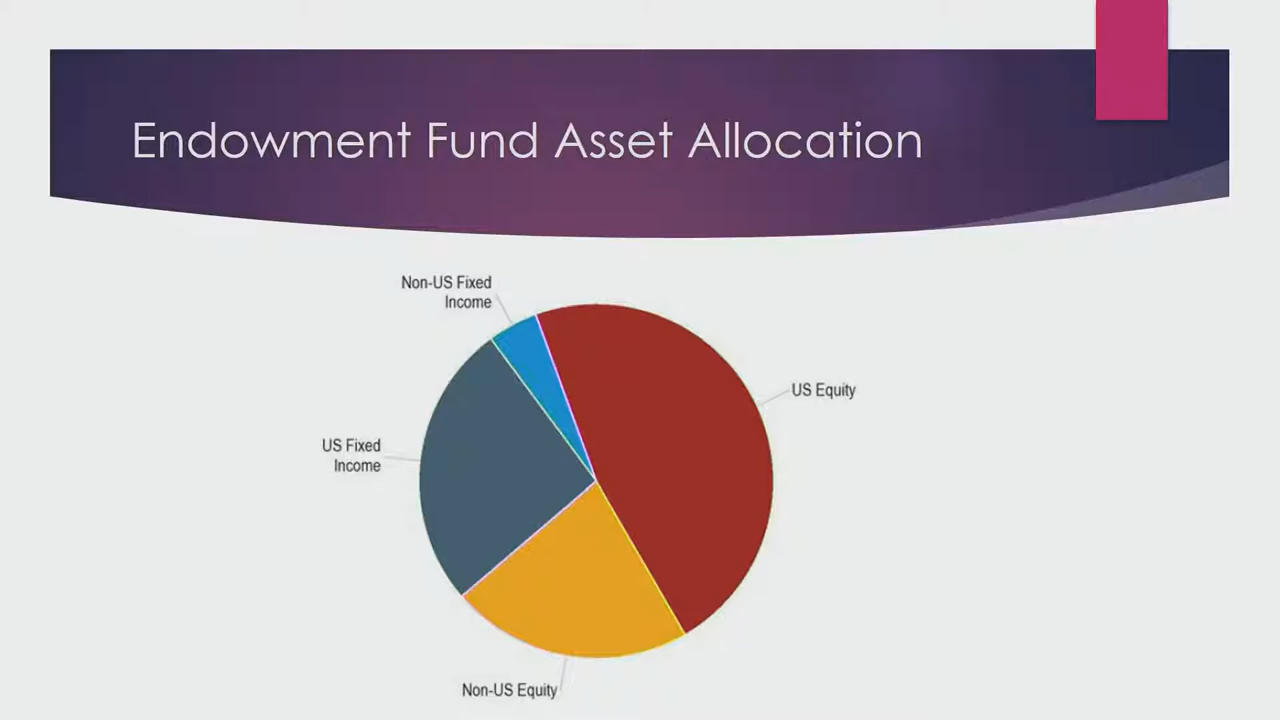 Endowment Fund Asset Allocation
Non-US Fixed
Income
US Equity
US Fixed
Income
Non-US Equity